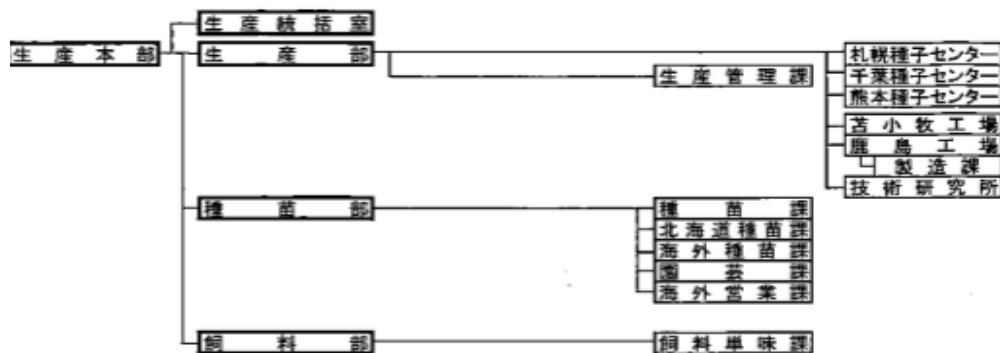 生産統括室
生産本部
生産部
札幌種子センター
生産管理課
千葉種子センター
熊本種子センター
苫小牧工場
鹿島工場
製造課
技術研究所
種苗部
種苗課
北海道種苗課
海外種苗課
園芸課
海外営業課
飼料部
飼料単味課